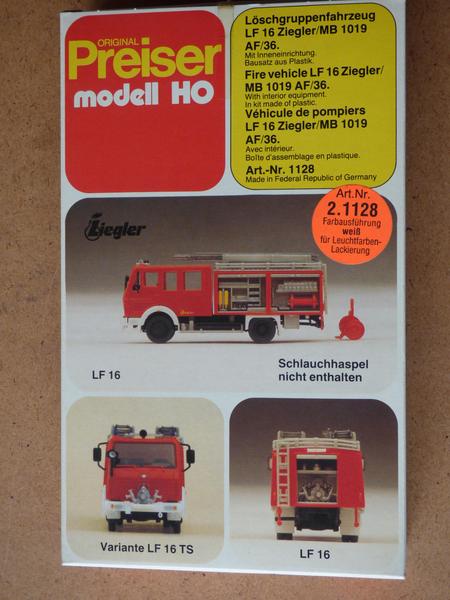 ORIGINAL
Preiser
modell HO
Löschgruppenfahrzeug
LF 16 Ziegler/MB 1019
AF/36.
Mit Inneneinrichtung.
Bausatz aus Plastik.
Fire vehicle LF 16 Ziegler/
MB 1019 AF/36.
With interior equipment.
In kit made of plastic.
Véhicule de pompiers
LF 16 Ziegler/MB 1019
AF/36.
Avec intérieur.
Boîte d'assemblage en plastique.
Art.-Nr. 1128
Made in Federal Republic of Germany
Art.Nr.
2.1128
Farbausführung
weiß
für Leuchtfarben-
Lackierung
Ziegler
LF 16
Schlauchhaspel
nicht enthalten
Variante LF 16 TS
LF 16